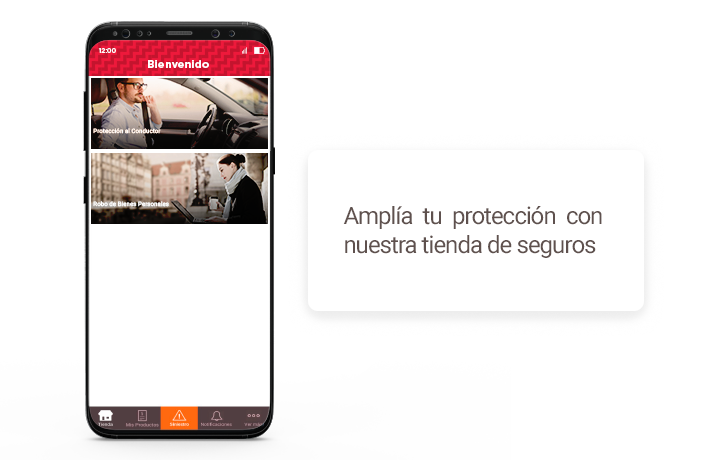 12:00
Bienvenido
Protección al Conductor
Robo de Bienes Personales
Amplía tu protección con
nuestra tienda de seguros
Tienda
Mis Productos
Siniestro
Notificaciones
Ver más